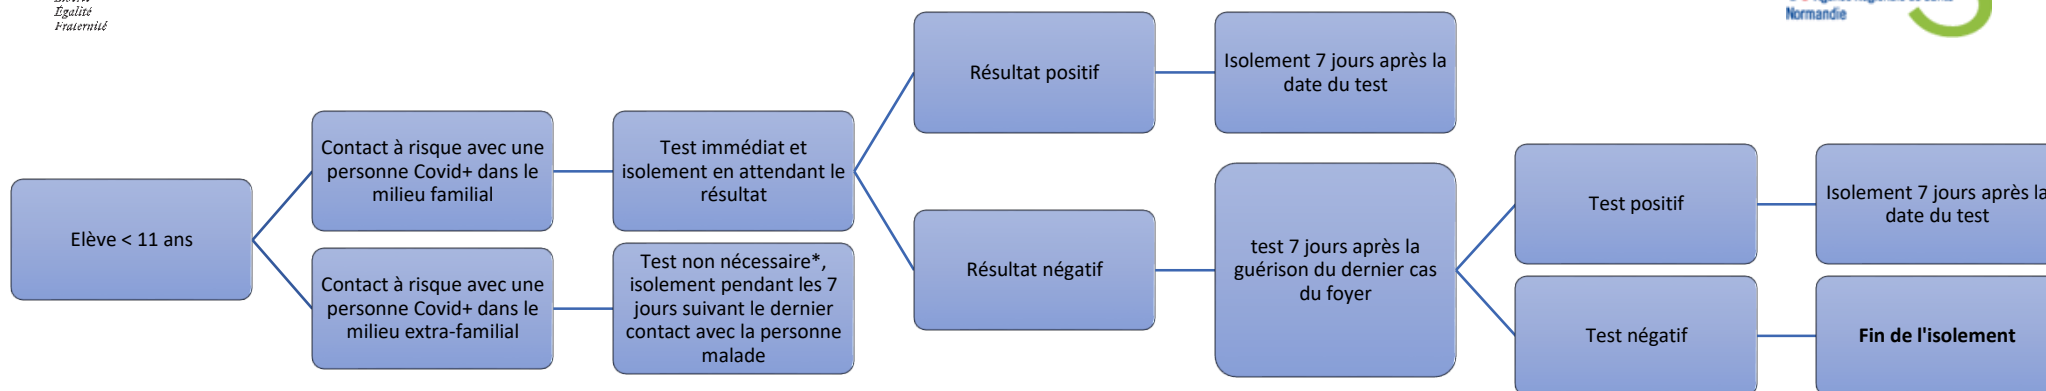 Égalité
Fraternité
Normandie
Elève < 11 ans
Contact à risque avec une
personne Covid+ dans le
milieu familial
Contact à risque avec une
personne Covid+ dans le
milieu extra-familial
Test immédiat et
isolement en attendant le
résultat
Test non nécessaire*,
isolement pendant les 7
jours suivant le dernier
contact avec la personne
malade
Résultat positif
Isolement 7 jours après la
date du test
Résultat négatif
test 7 jours après la
guérison du dernier cas
du foyer
Test positif
Isolement 7 jours après la
date du test
Test négatif
Fin de l'isolement